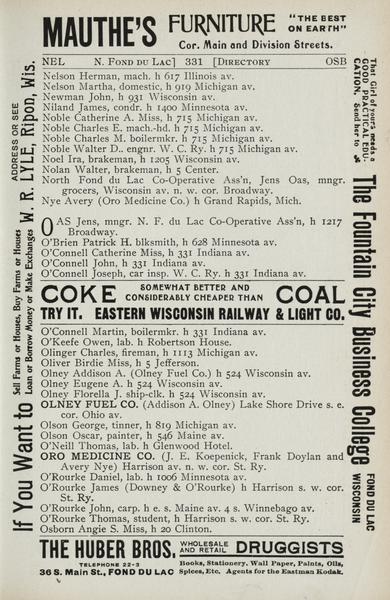 MAUTHE'S FURNITURE "THE BEST ON EARTH"
Cor. Main and Division Streets.
NEL N. FOND DU LAC] 331 [DIRECTORY OSB
Nelson Herman, mach. h 617 Illinois av.
Nelson Martha, domestic, h 919 Michigan av.
Newman John, h 931 Wisconsin av.
Nilam James, condr. h 1400 Minnesota av.
Noble Catherine A. Miss, h 715 Michigan av.
Noble Charles E. mach.-hd. h 715 Michigan av.
Noble Charles M. boilermkr. h 715 Michigan av.
Noble Walter D.. engnr. W. C. Ry. h 715 Michigan av.
Noel Ira, brakeman, h 1205 Wisconsin av.
Nolan Walter, brakeman, h 5 Center.
North Fond du Lac Co-Operative Ass'n, Jens Oas, mngr.
grocers, Wisconsin av. n. w. cor. Broadway.
Nye Avery (Oro Medicine Co.) h Grand Rapids, Mich.
OAS Jens, mngr. N. F. du Lac Co-Operative Ass'n, h 1217
Broadway.
O'Brien Patrick H. blksmith, h 628 Minnesota av.
O'Connell Catherine Miss, h 331 Indiana av.
O'Connell John, h 331 Indiana av.
O'Connell Joseph, car insp. W. C. Ry. h 331 Indiana av.
COKE SOMEWHAT BETTER AND CONSIDERABLY CHEAPER THAN COAL
TRY IT. EASTERN WISCONSIN RAILWAY & LIGHT CO.
O'Connell Martin, boilermkr. h 331 Indiana av.
O'Keefe Owen, lab. h Robertson House.
Olinger Charles, fireman, h 1113 Michigan av.
Oliver Birdie Miss, h 5 Jefferson.
Olney Addison A. (Olney Fuel Co.) h 524 Wisconsin av.
Olney Eugene A. h 524 Wisconsin av.
Olney Florella J. ship-clk. h 524 Wisconsin av.
OLNEY FUEL CO. (Addison A. Olney) Lake Shore Drive s. e.
cor. Ohio av.
Olson George, tinner, h 819 Michigan av.
Olson Oscar, painter, h 546 Maine av.
O'Neil Thomas, lab. h Glenwood Hotel.
ORO MEDICINE CO. (J. E. Koepenick, Frank Doylan and
Avery Nye) Harrison av. n. w. cor. St. Ry.
O'Rourke Daniel, lab. h 1006 Minnesota av.
O'Rourke James (Downey & O'Rourke) h Harrison s. w. cor.
St. Ry.
O'Rourke John, carp. h e. s. Maine av. 4 s. Winnebago av.
O'Rourke Thomas, student, h Harrison s. w. cor. St. Ry.
Osborn Angie S. Miss, h 20 Clinton.
THE HUBER BROS. WHOLESALE AND RETAIL DRUGGISTS
TELEPHONE 22-3
36 S. Main St., FOND DU LAC
Books, Stationery. Wall Paper, Paints, Oils,
Spices, Etc. Agents for the Eastman Kodak.
If You Want to Sell Farms or Houses, Buy Farms or Houses
Loan or Borrow Money or Make Exchanges
ADDRESS OR SEE
W. R. LYLE, Ripon, Wis.
That Girl of yours needs a
GOOD PRACTICAL EDU-
CATION. Send her to
The Fountain City Business College
FOND DU LAC
WISCONSIN